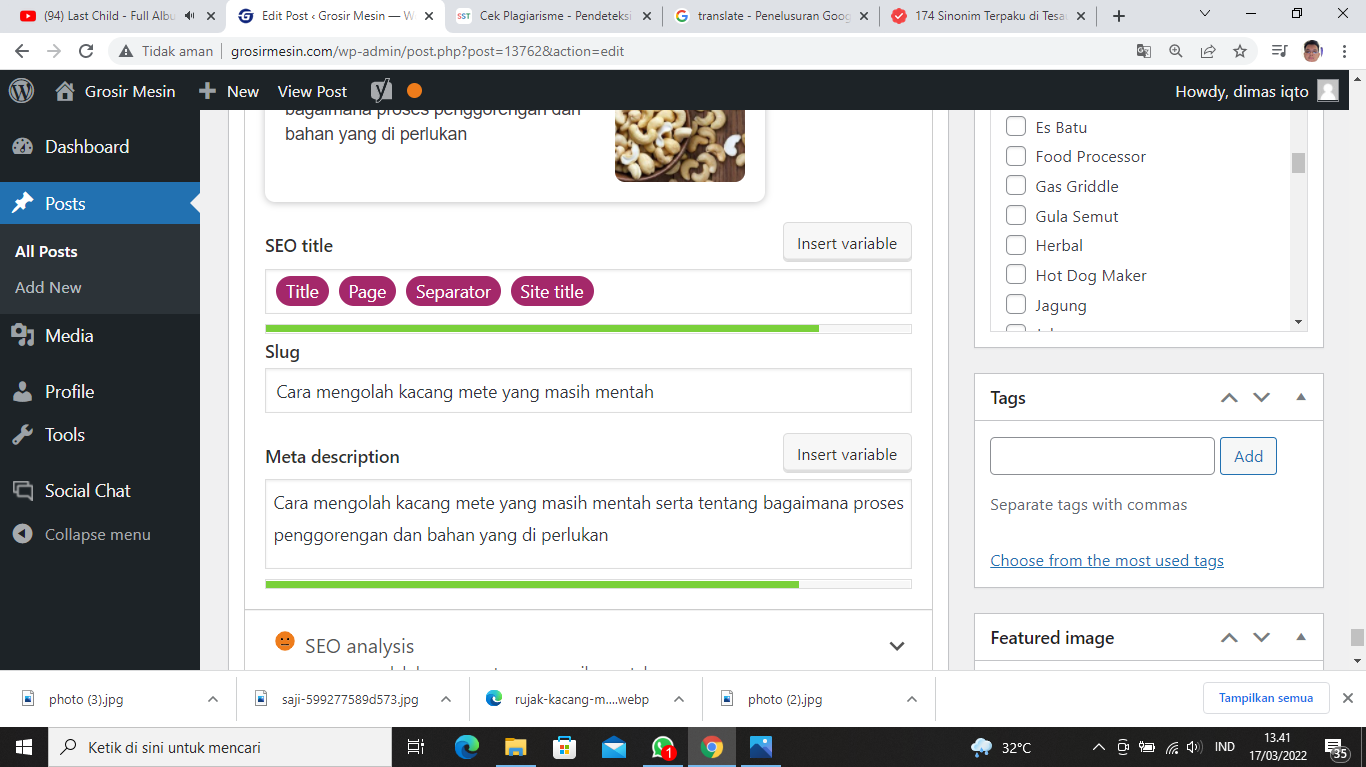 (94) Last Child - Full Albu
Edit Post ‹ Grosir Mesin — W
Cek Plagiarisme - Pendeteksi
translate - Penelusuran Goog
174 Sinonim Terpaku di Tesau
Tidak aman
grosirmesin.com/wp-admin/post.php?post=13762&action=edit
Grosir Mesin
New
View Post
Howdy, dimas iqto
Dashboard
Posts
All Posts
Add New
Media
Profile
Tools
Social Chat
Collapse menu
bagaimana proses penggorengan dan
bahan yang di perlukan
SEO title
Insert variable
Title Page Separator Site title
Slug
Cara mengolah kacang mete yang masih mentah
Meta description
Insert variable
Cara mengolah kacang mete yang masih mentah serta tentang bagaimana proses
penggorengan dan bahan yang di perlukan
SEO analysis
Es Batu
Food Processor
Gas Griddle
Gula Semut
Herbal
Hot Dog Maker
Jagung
Tags
Add
Separate tags with commas
Choose from the most used tags
Featured image
photo (3).jpg
saji-599277589d573.jpg
rujak-kacang-m....webp
photo (2).jpg
Tampilkan semua
Ketik di sini untuk mencari
1
32°C
IND
13.41
17/03/2022
35